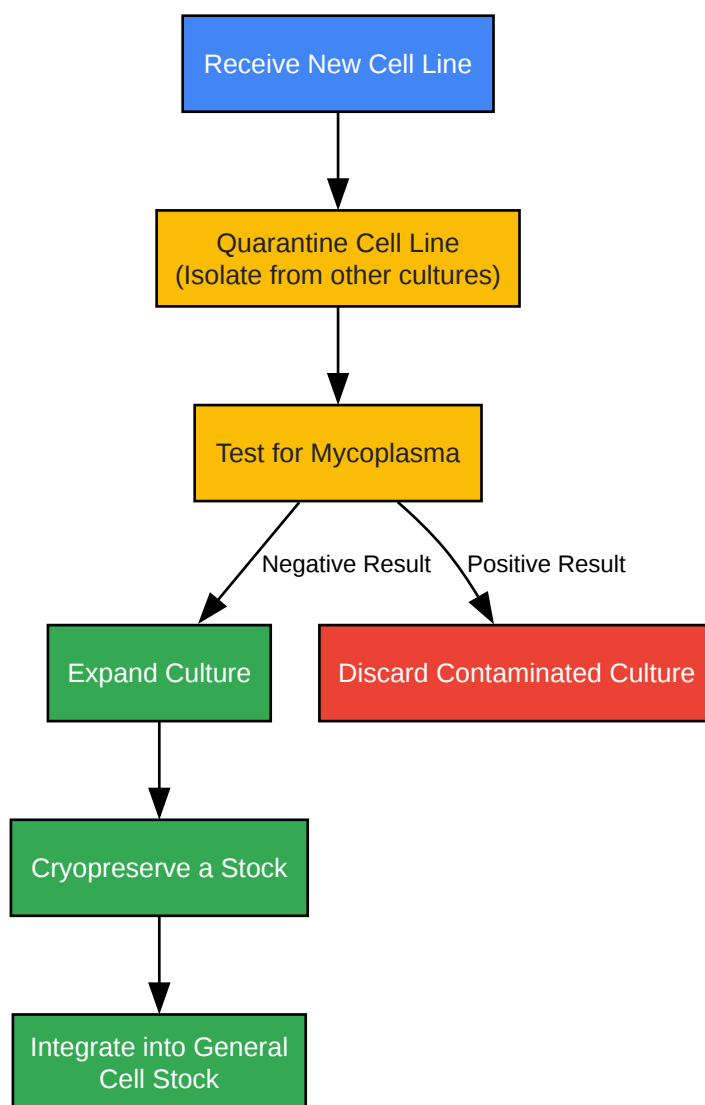 Receive New Cell Line
Quarantine Cell Line
(Isolate from other cultures)
Test for Mycoplasma
Negative Result
Positive Result
Expand Culture
Discard Contaminated Culture
Cryopreserve a Stock
Integrate into General
Cell Stock